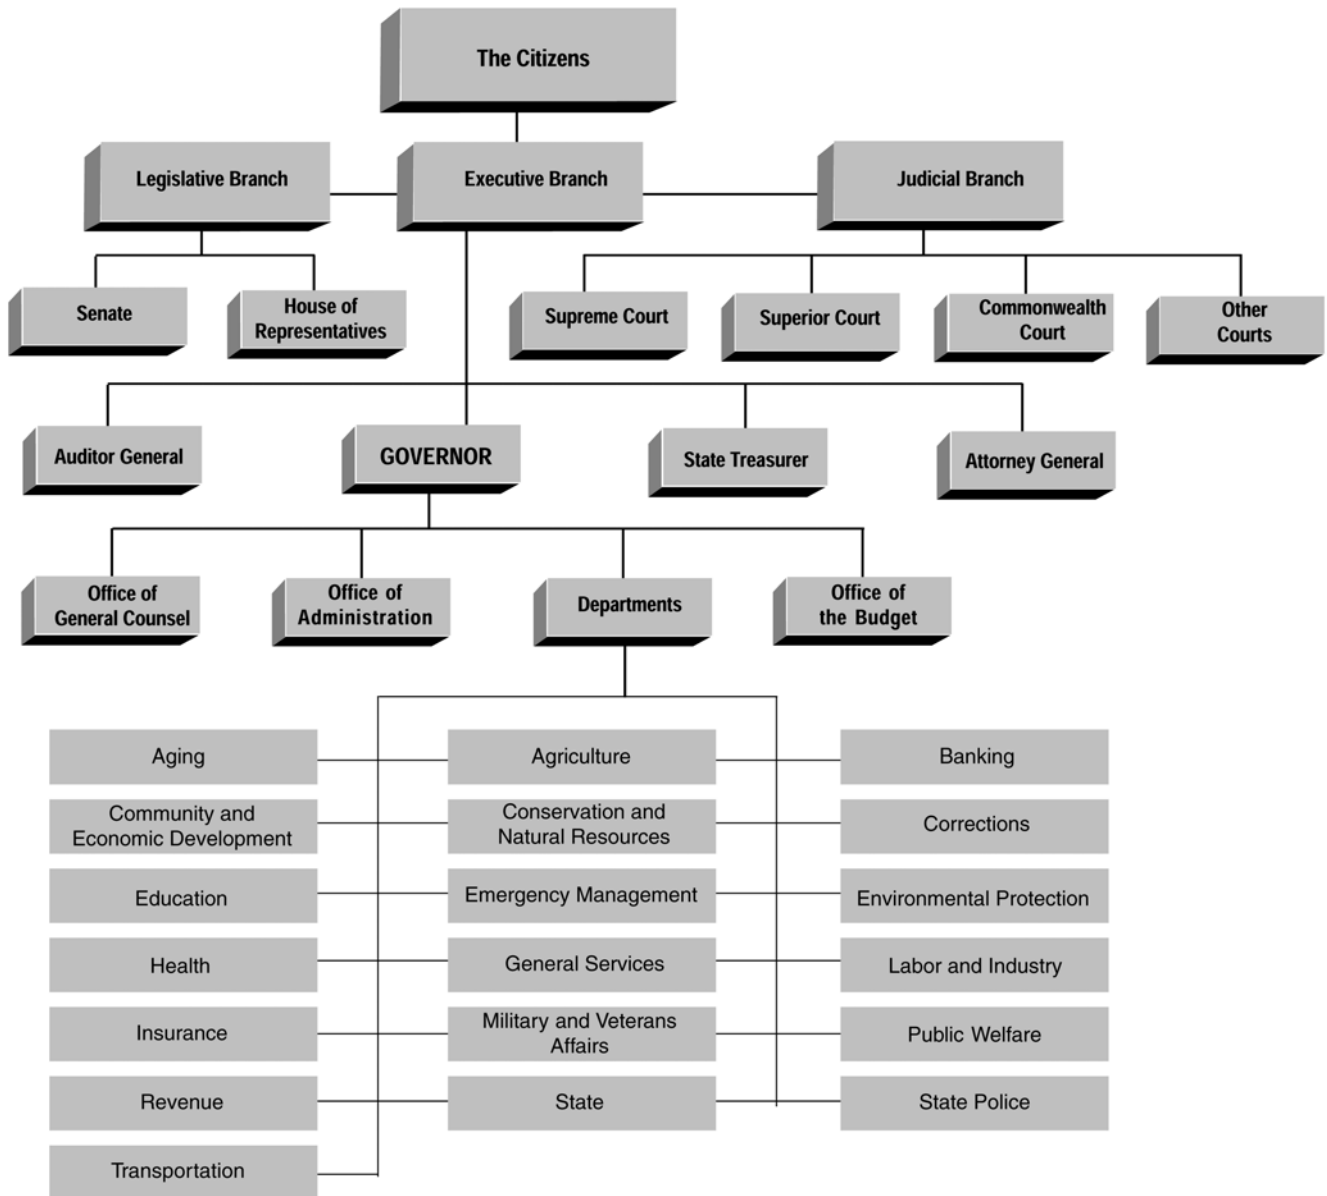 The Citizens
Legislative Branch
Executive Branch
Judicial Branch
Senate
House of
Representatives
Supreme Court
Superior Court
Commonwealth
Court
Other
Courts
Auditor General
GOVERNOR
State Treasurer
Attorney General
Office of
General Counsel
Office of
Administration
Departments
Office of
the Budget
Aging
Agriculture
Banking
Community and
Economic Development
Conservation and
Natural Resources
Corrections
Education
Emergency Management
Environmental Protection
Health
General Services
Labor and Industry
Insurance
Military and Veterans
Affairs
Public Welfare
Revenue
State
State Police
Transportation